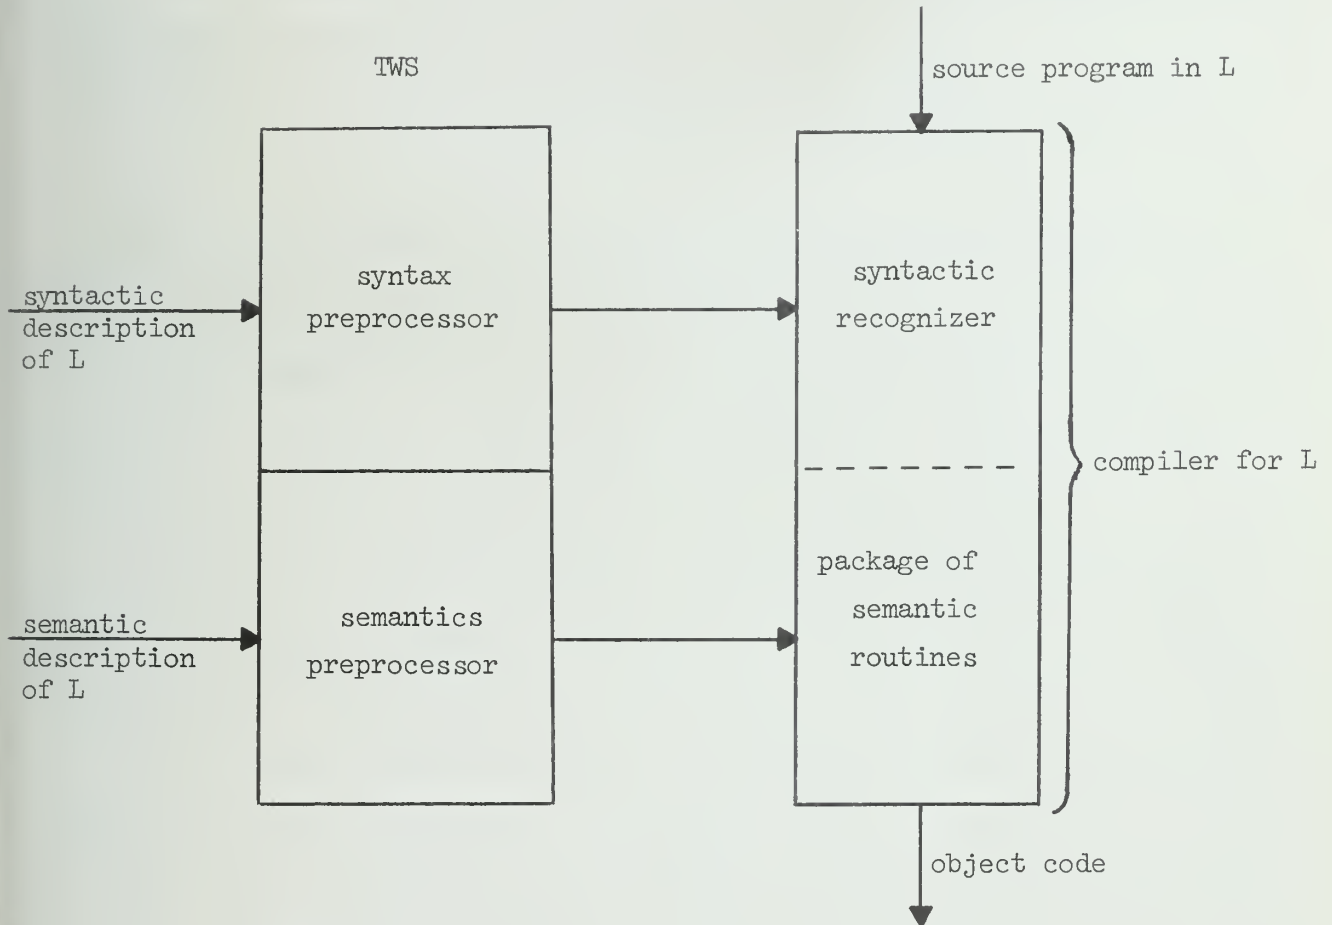 TWS
source program in L
syntax
preprocessor
syntactic
recognizer
syntactic
description
of L
compiler for L
semantics
preprocessor
package of
semantic
routines
semantic
description
of L
object code